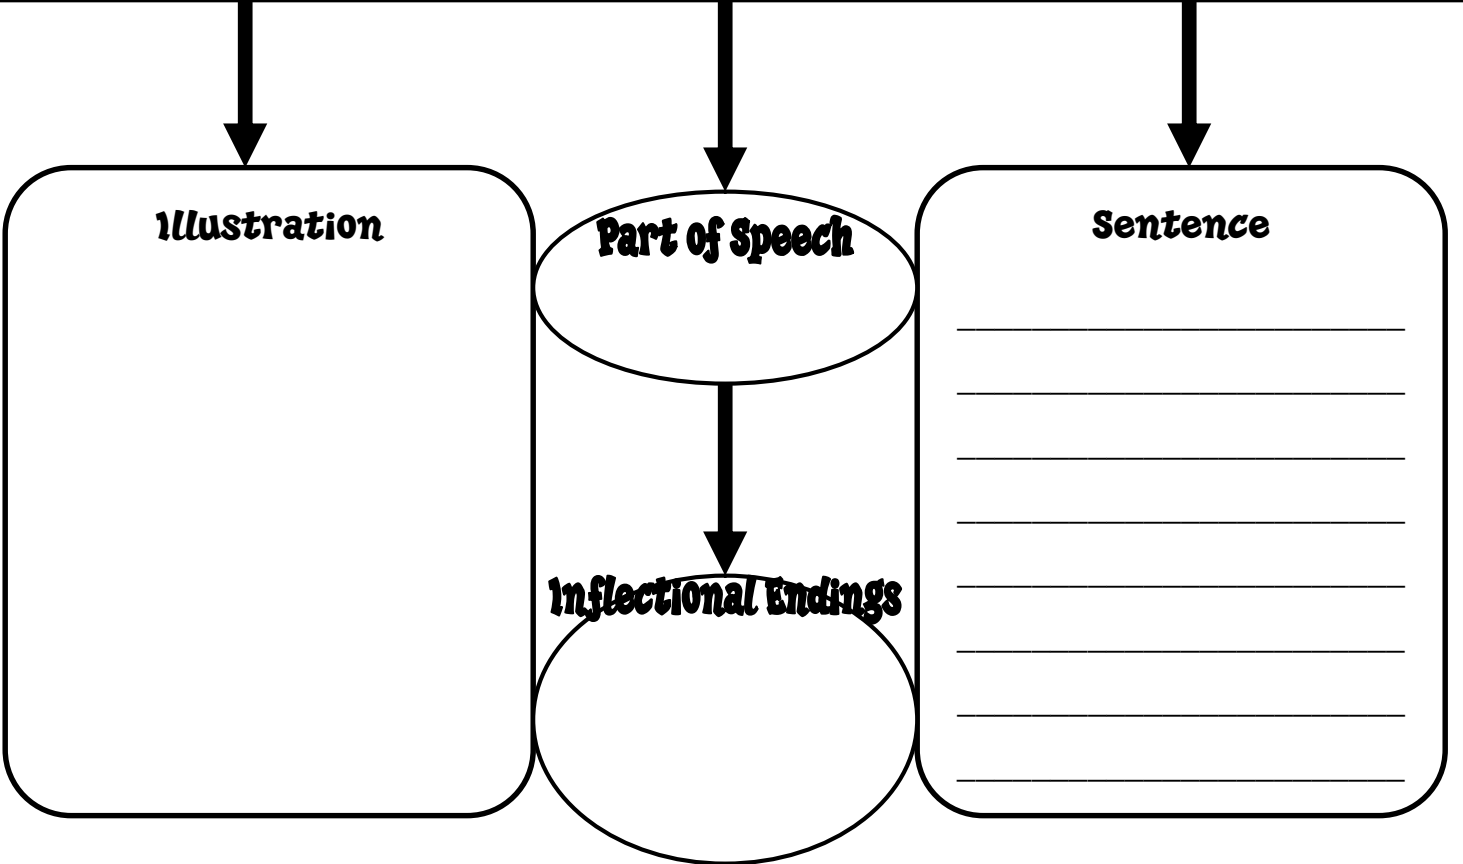 Illustration
Part of Speech
Sentence
Inflectional Endings